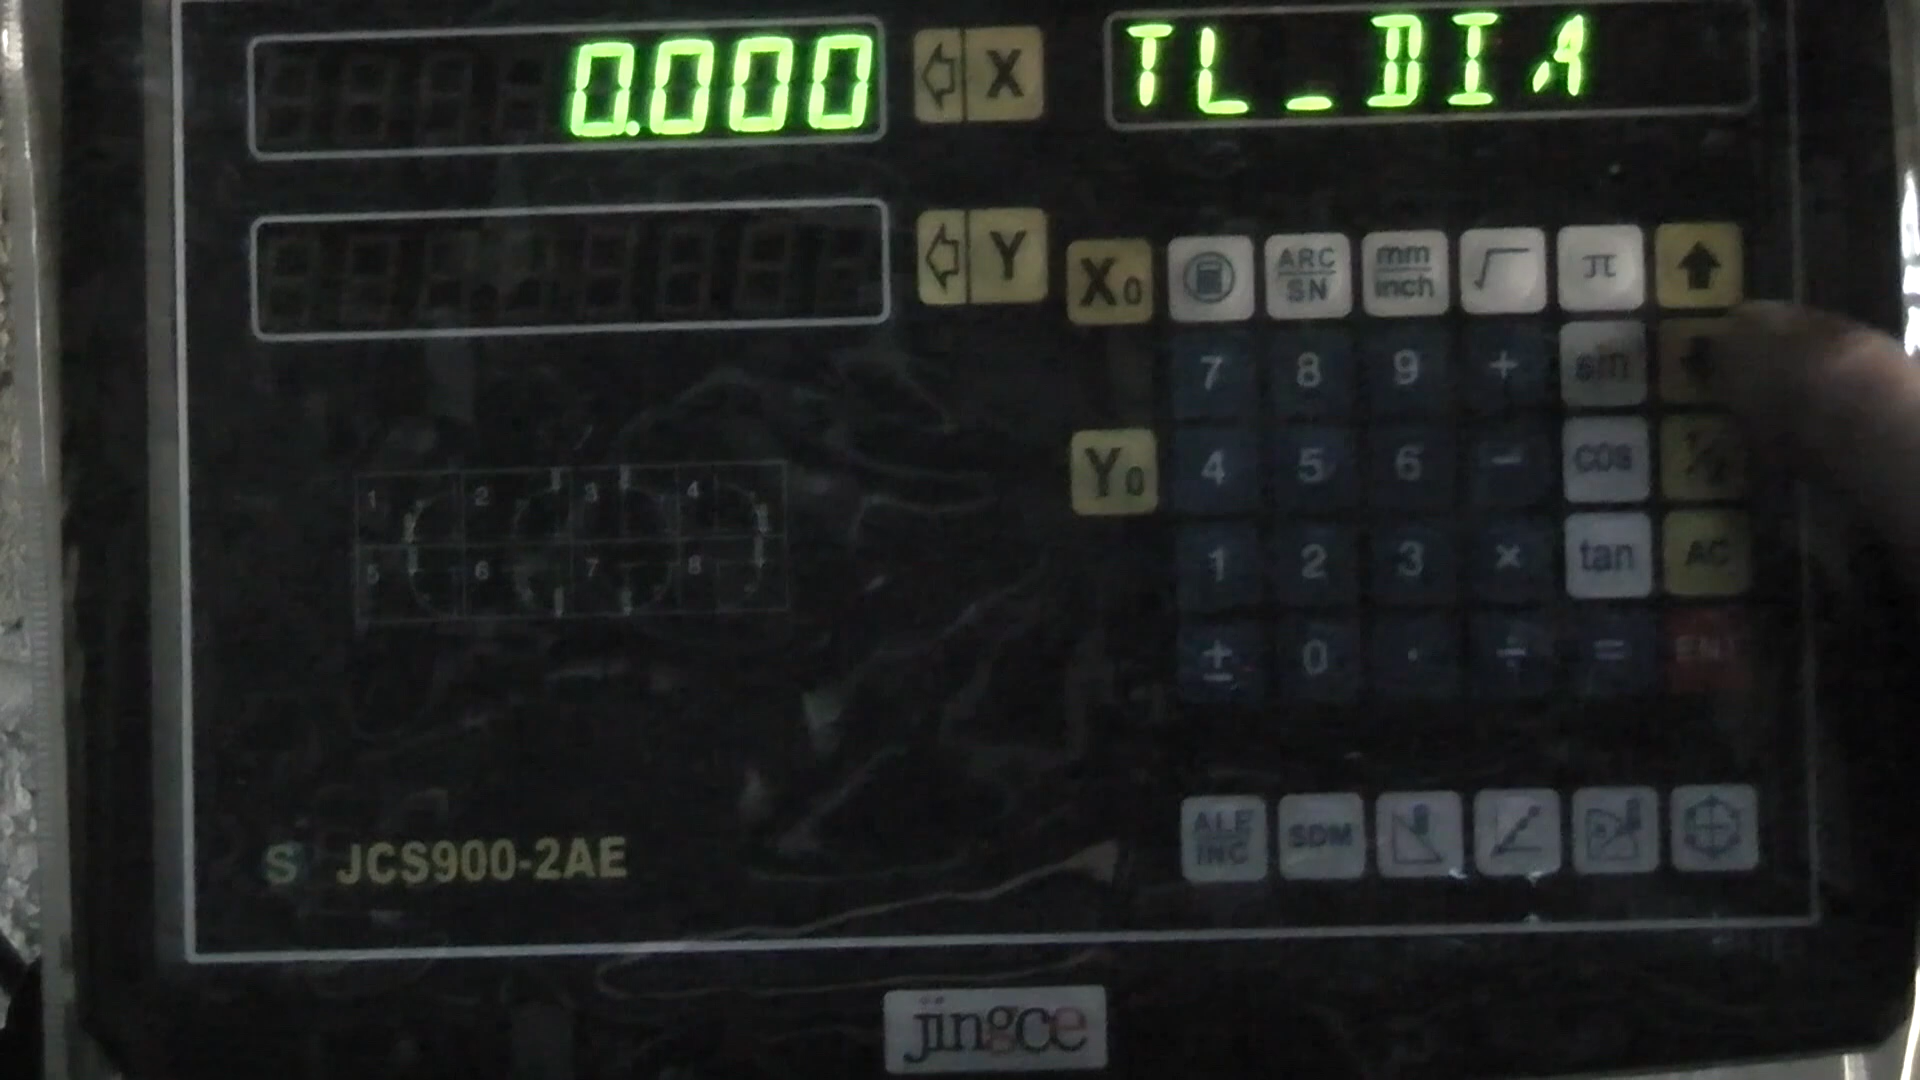 0.000
X
TL_DIA
Y
X0
ARC
SN
mm
inch
√
π
7 8 9 + sin
Y0
4 5 6 − cos
1 2 3 × tan AC
± 0 . ÷ = ENT
1 2 3 4
5 6 7 8
INC
SDM
S JCS900-2AE
jingce